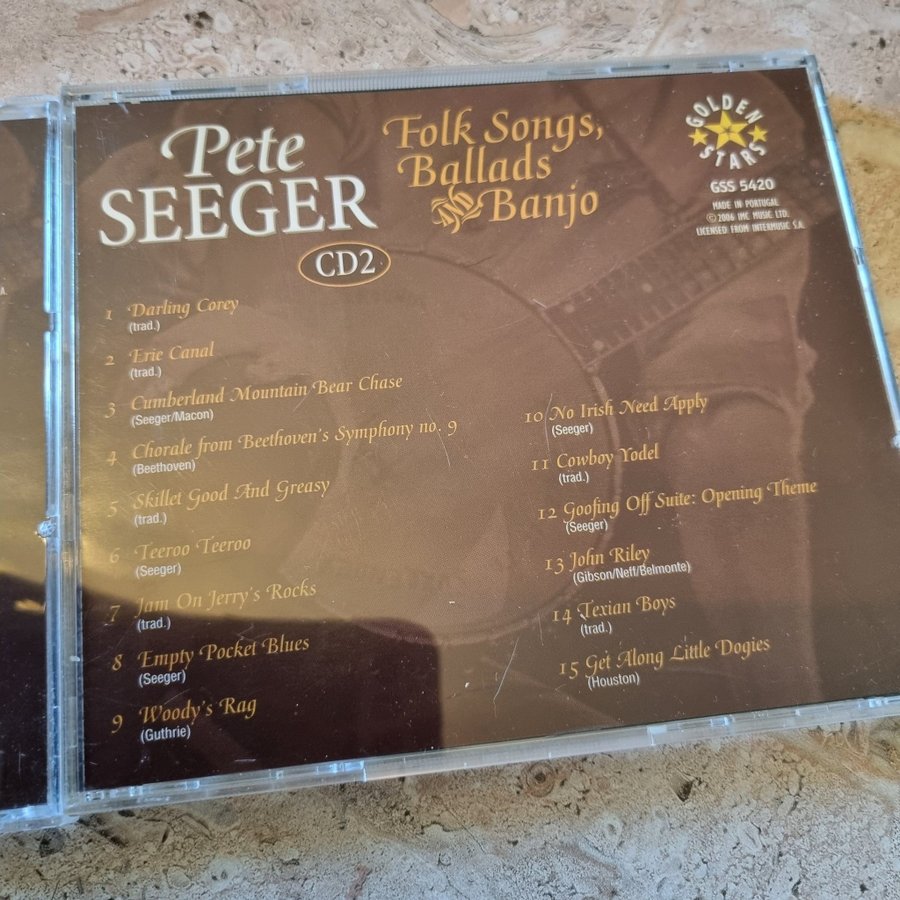 Pete
SEEGER
Folk Songs,
Ballads
AND Banjo
CD2
GOLDEN
STARS
GSS 5420
MADE IN PORTUGAL
©2006 IMC MUSIC LTD.
LICENSED FROM INTERMUSIC S.A.
1 Darling Corey
(trad.)
2 Erie Canal
(trad.)
3 Cumberland Mountain Bear Chase
(Seeger/Macon)
4 Chorale from Beethoven's Symphony no. 9
(Beethoven)
5 Skillet Good And Greasy
(trad.)
6 Teeroo Teeroo
(Seeger)
7 Jam On Jerry's Rocks
(trad.)
8 Empty Pocket Blues
(Seeger)
9 Woody's Rag
(Guthrie)
10 No Irish Need Apply
(Seeger)
11 Cowboy Yodel
(trad.)
12 Goofing Off Suite: Opening Theme
(Seeger)
13 John Riley
(Gibson/Neff/Belmonte)
14 Texian Boys
(trad.)
15 Get Along Little Dogies
(Houston)